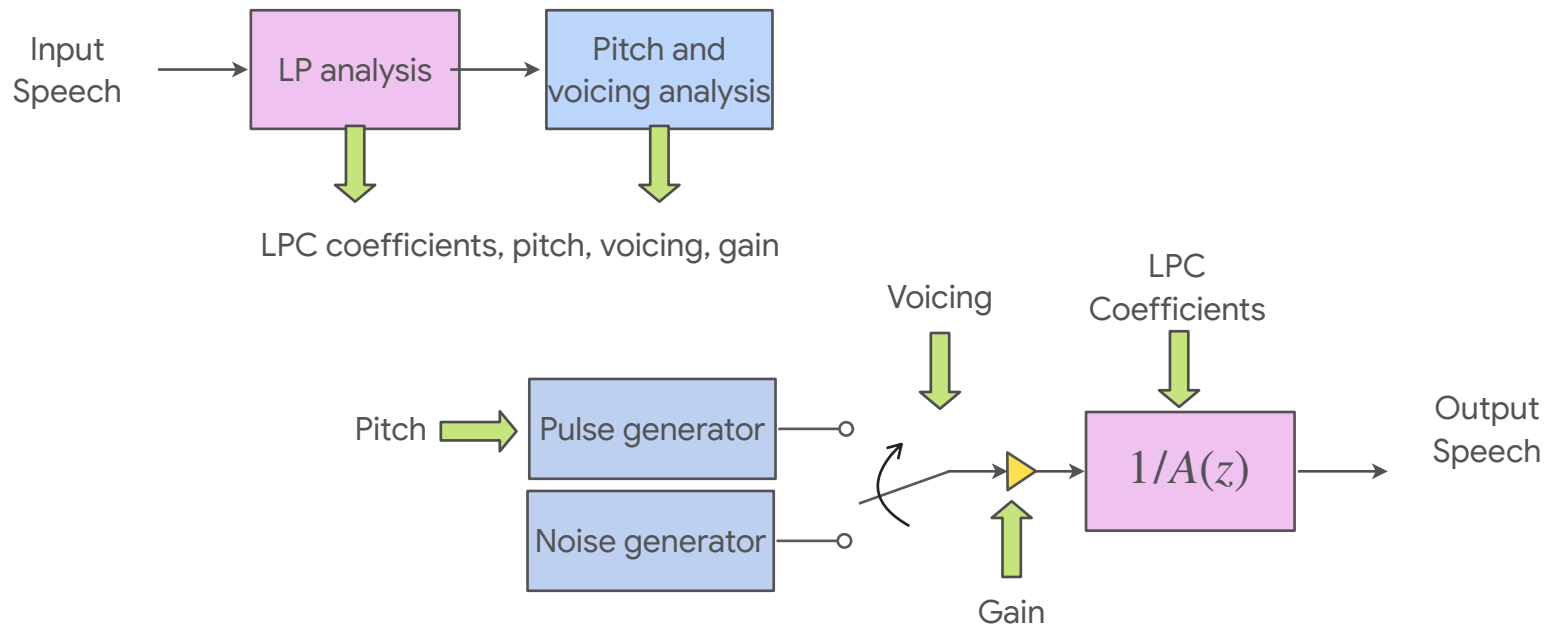 Input
Speech
LP analysis
Pitch and
voicing analysis
LPC coefficients, pitch, voicing, gain
Voicing
LPC
Coefficients
Pitch
Pulse generator
Noise generator
1/A(z)
Output
Speech
Gain